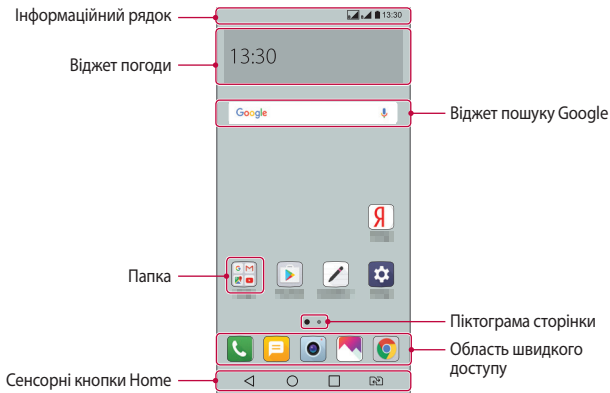 Інформаційний рядок
13:30
Віджет погоди
13:30
Google
Віджет пошуку Google
Я
Папка
Піктограма сторінки
Область швидкого
доступу
Сенсорні кнопки Home